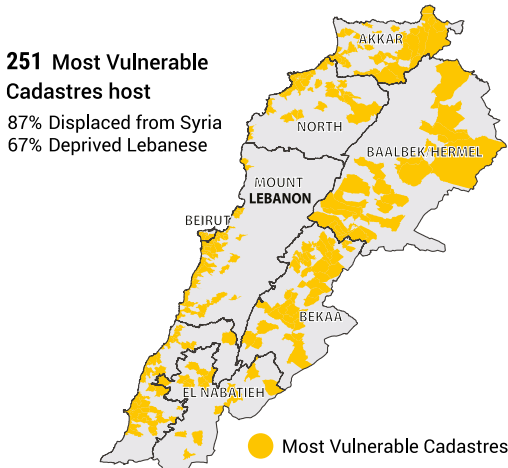 251 Most Vulnerable
Cadastres host
87% Displaced from Syria
67% Deprived Lebanese
AKKAR
NORTH
BAALBEK/HERMEL
MOUNT
LEBANON
BEIRUT
BEKAA
EL NABATIEH
Most Vulnerable Cadastres